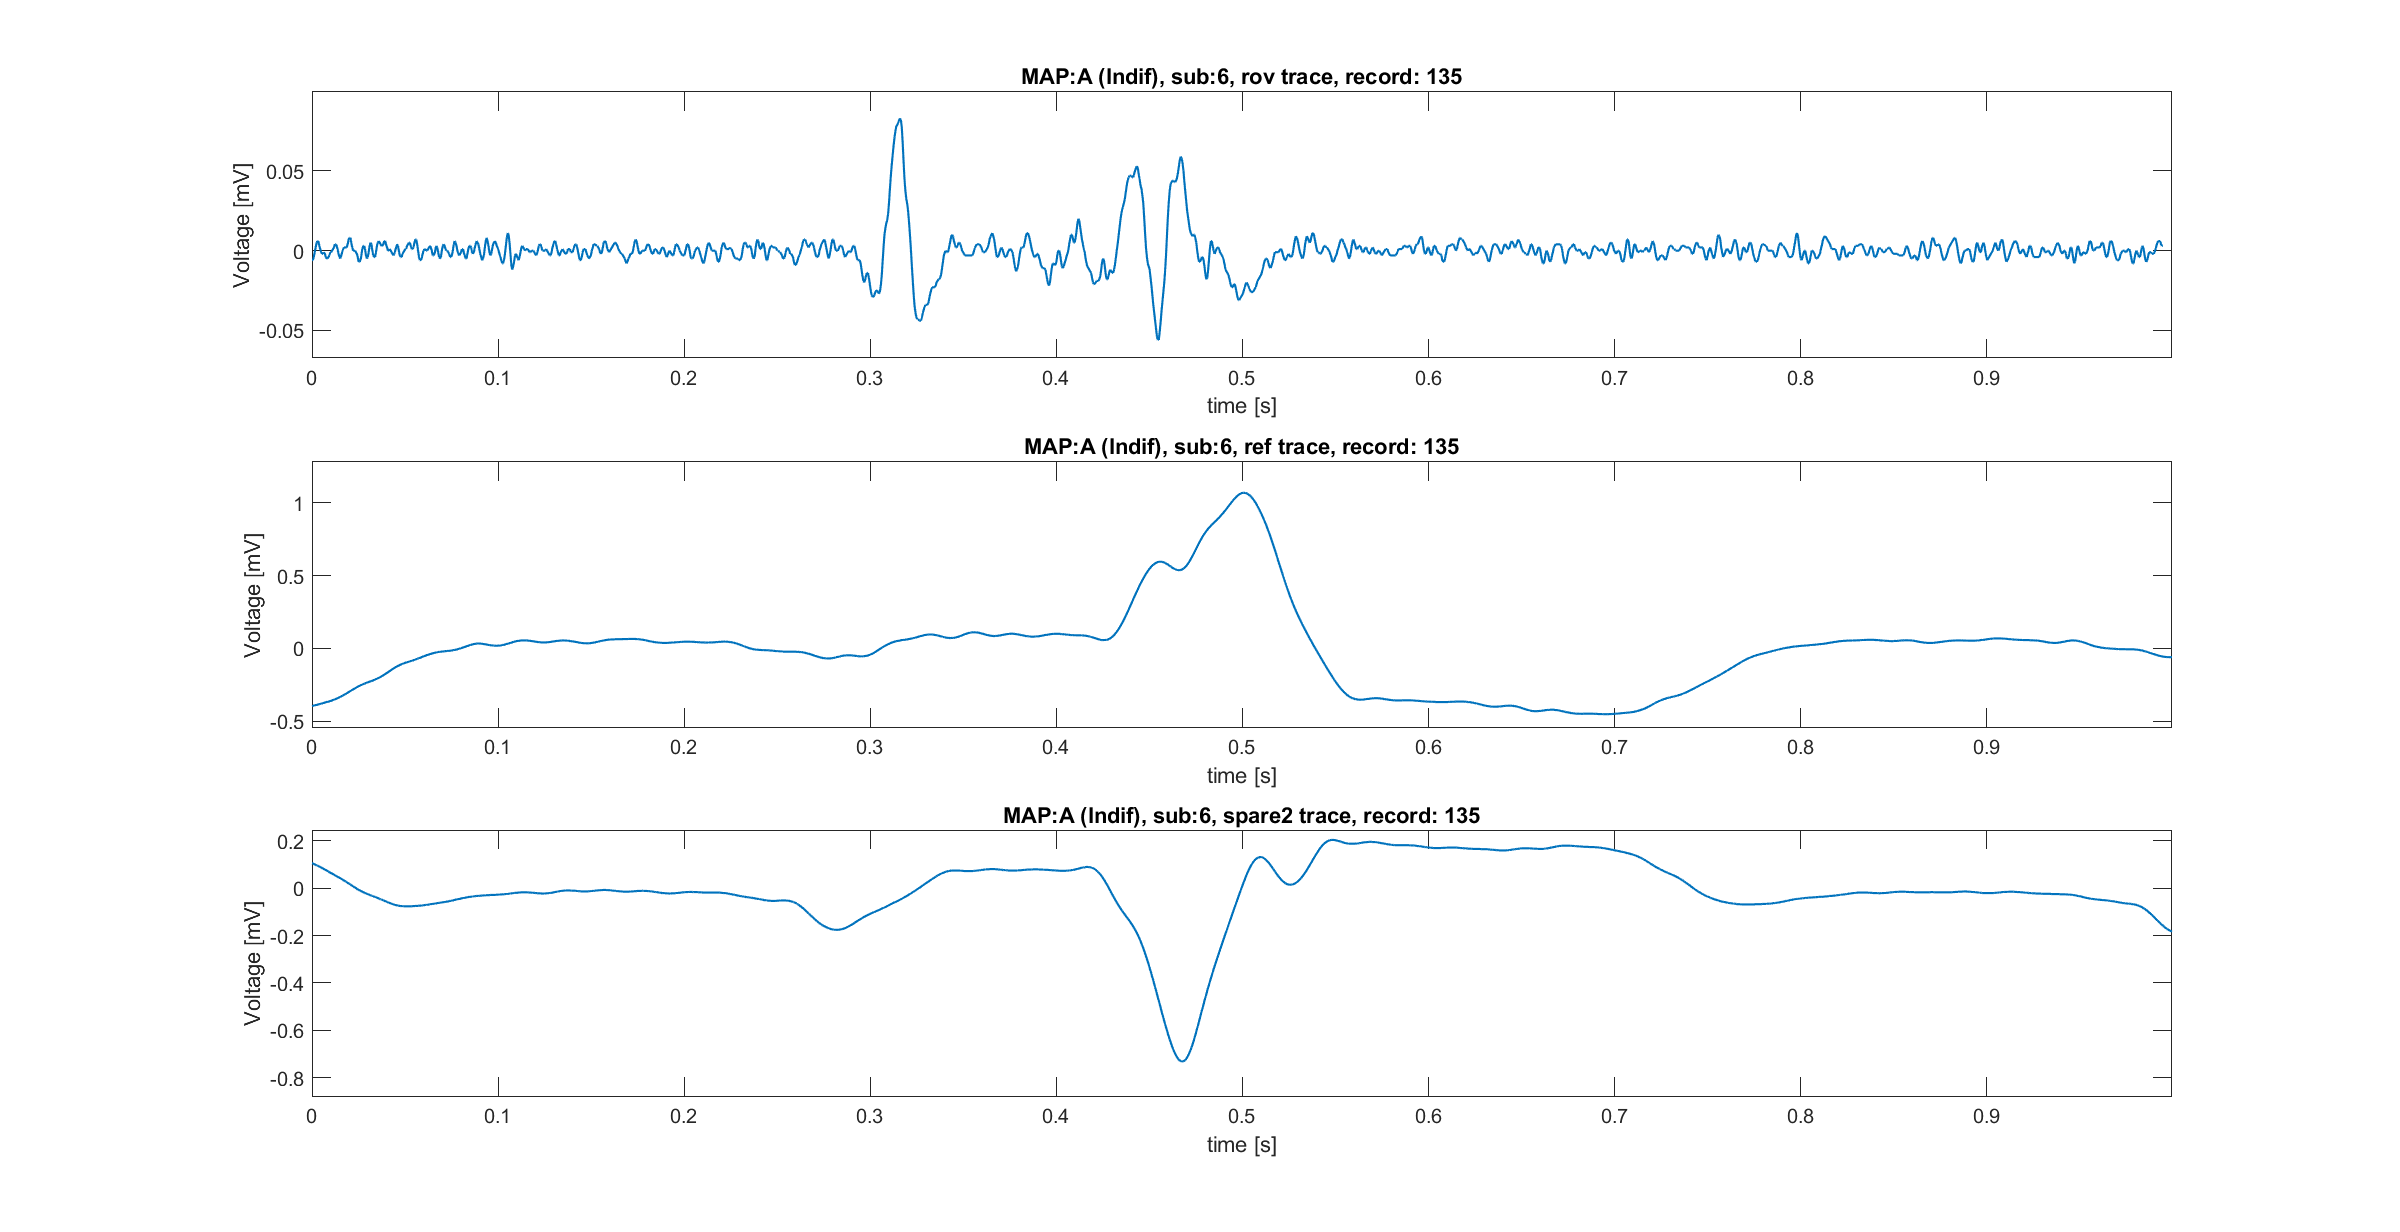 MAP:A (Indif), sub:6, rov trace, record: 135
Voltage [mV]
0.05
0
-0.05
0 0.1 0.2 0.3 0.4 0.5 0.6 0.7 0.8 0.9
time [s]
MAP:A (Indif), sub:6, ref trace, record: 135
Voltage [mV]
1
0.5
0
-0.5
0 0.1 0.2 0.3 0.4 0.5 0.6 0.7 0.8 0.9
time [s]
MAP:A (Indif), sub:6, spare2 trace, record: 135
Voltage [mV]
0.2
0
-0.2
-0.4
-0.6
-0.8
0 0.1 0.2 0.3 0.4 0.5 0.6 0.7 0.8 0.9
time [s]